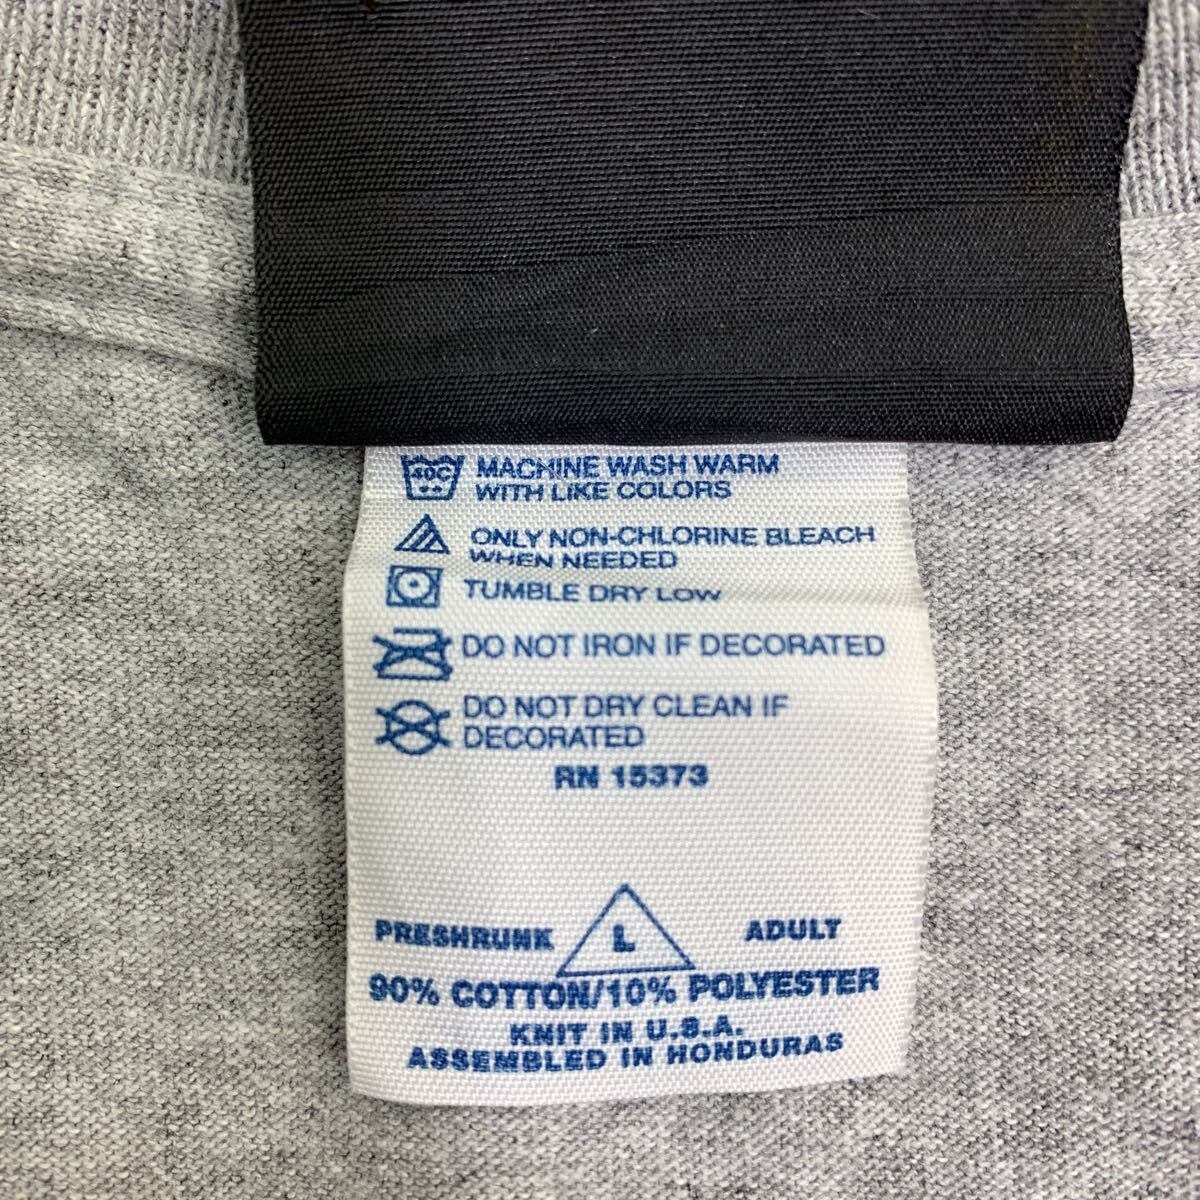 40C
MACHINE WASH WARM
WITH LIKE COLORS
ONLY NON-CHLORINE BLEACH
WHEN NEEDED
TUMBLE DRY LOW
DO NOT IRON IF DECORATED
DO NOT DRY CLEAN IF
DECORATED
RN 15373
PRESHRUNK L ADULT
90% COTTON/10% POLYESTER
KNIT IN U.S.A.
ASSEMBLED IN HONDURAS